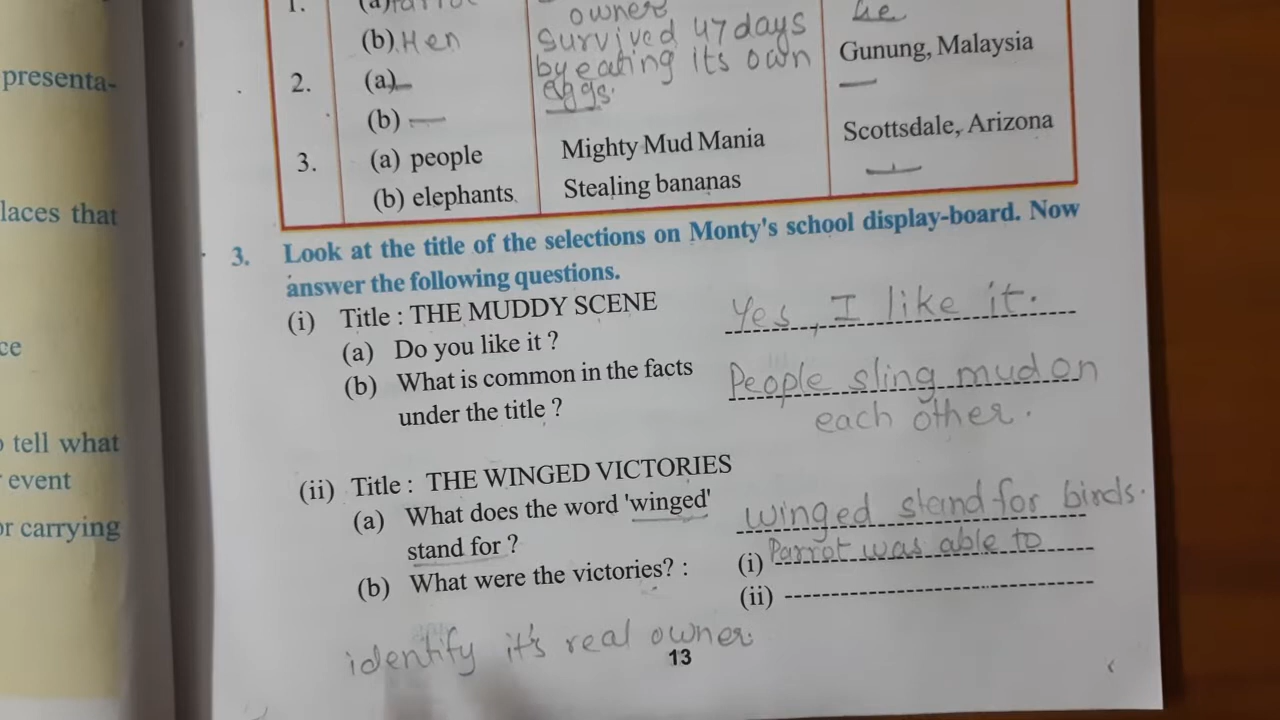 1. (a) Parrot owner he
(b) Hen Survived 47 days Gunung, Malaysia
presenta-
2. (a) — by eating its own —
(b) — eggs.
3. (a) people Mighty Mud Mania Scottsdale, Arizona
(b) elephants. Stealing bananas —
laces that
3. Look at the title of the selections on Monty's school display-board. Now
answer the following questions.
(i) Title : THE MUDDY SCENE
(a) Do you like it ? Yes, I like it.
ce
(b) What is common in the facts People sling mud on
under the title ? each other.
tell what
event
or carrying
(ii) Title : THE WINGED VICTORIES
(a) What does the word 'winged' winged stand for birds.
stand for ?
(b) What were the victories? : (i) Parrot was able to
(ii)
identify it's real owner.
13